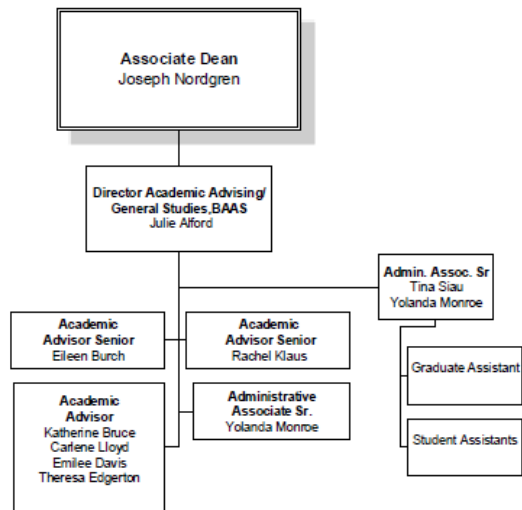 Associate Dean
Joseph Nordgren
Director Academic Advising/
General Studies,BAAS
Julie Alford
Admin. Assoc. Sr
Tina Siau
Yolanda Monroe
Academic
Advisor Senior
Eileen Burch
Academic
Advisor Senior
Rachel Klaus
Graduate Assistant
Academic
Advisor
Katherine Bruce
Carlene Lloyd
Emilee Davis
Theresa Edgerton
Administrative
Associate Sr.
Yolanda Monroe
Student Assistants